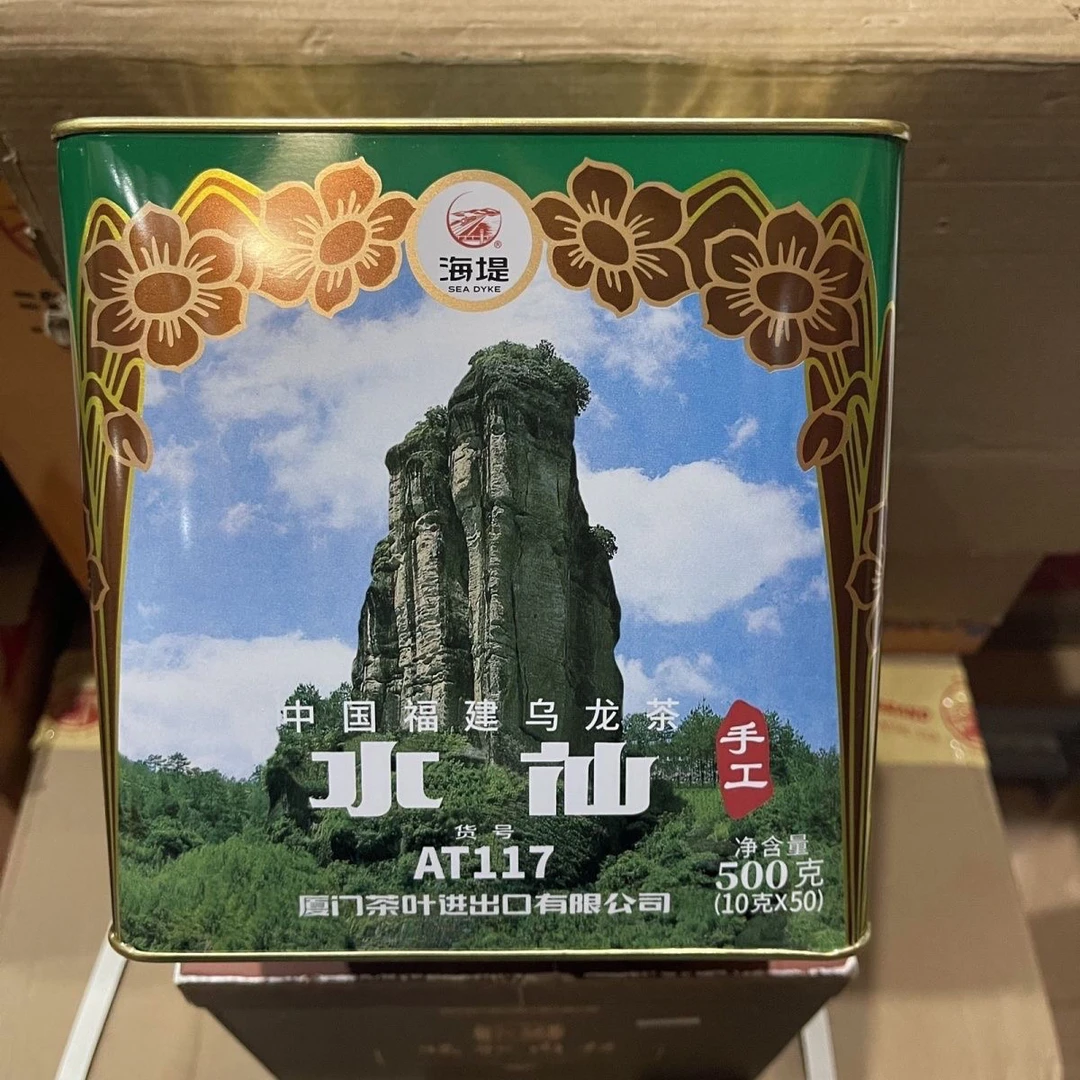 ®
海堤
SEA DYKE
中国福建乌龙茶
水仙
手工
货号
AT117
净含量
500克
(10克X50)
厦门茶叶进出口有限公司